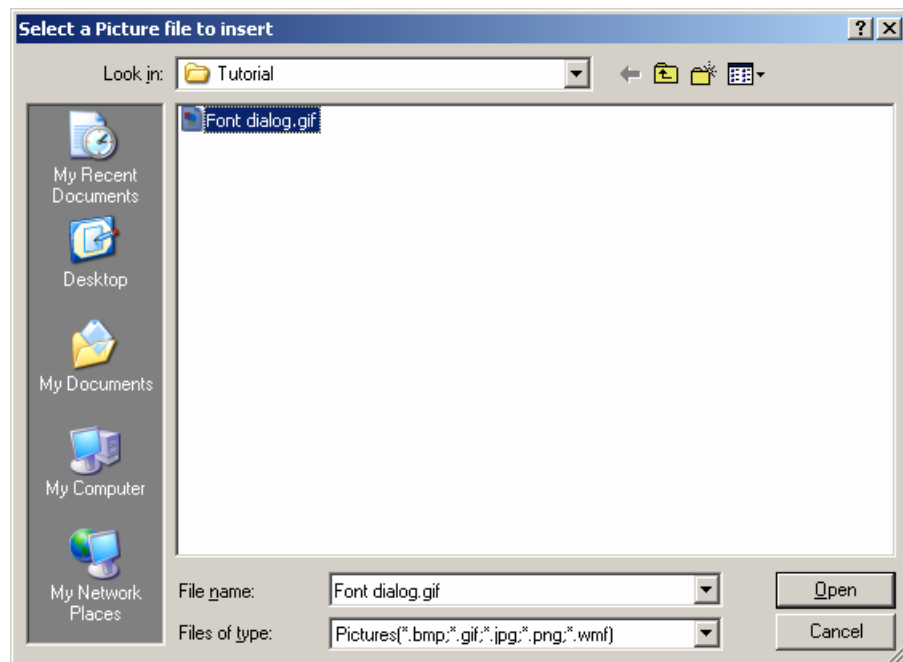 Select a Picture file to insert
Look in:
Tutorial
Font dialog.gif
My Recent
Documents
Desktop
My Documents
My Computer
My Network
Places
File name:
Font dialog.gif
Open
Files of type:
Pictures(*.bmp;*.gif;*.jpg;*.png;*.wmf)
Cancel